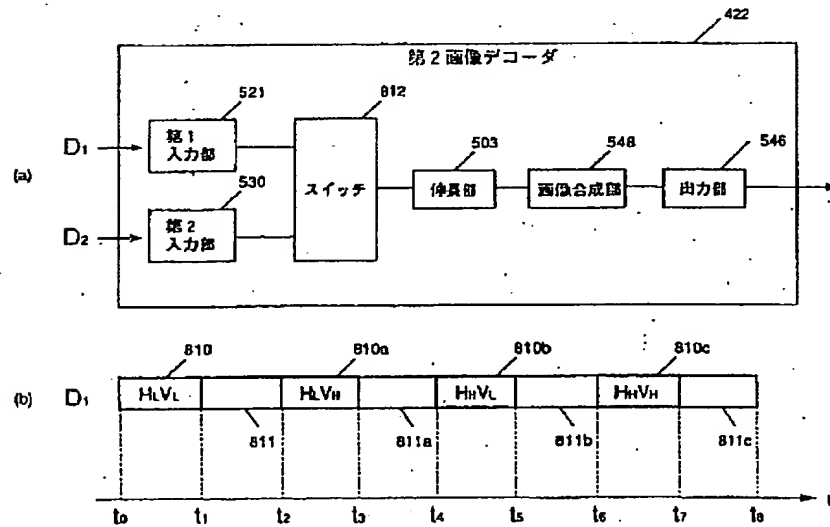 422
第2画像デコーダ
521
812
D1
第1
入力部
503
548
546
(a)
530
スイッチ
伸長部
画像合成部
出力部
D2
第2
入力部
810
810a
810b
810c
(b)
D1
HLVL
HLVH
HHVL
HHVH
811
811a
811b
811c
t0
t1
t2
t3
t4
t5
t6
t7
t8
t